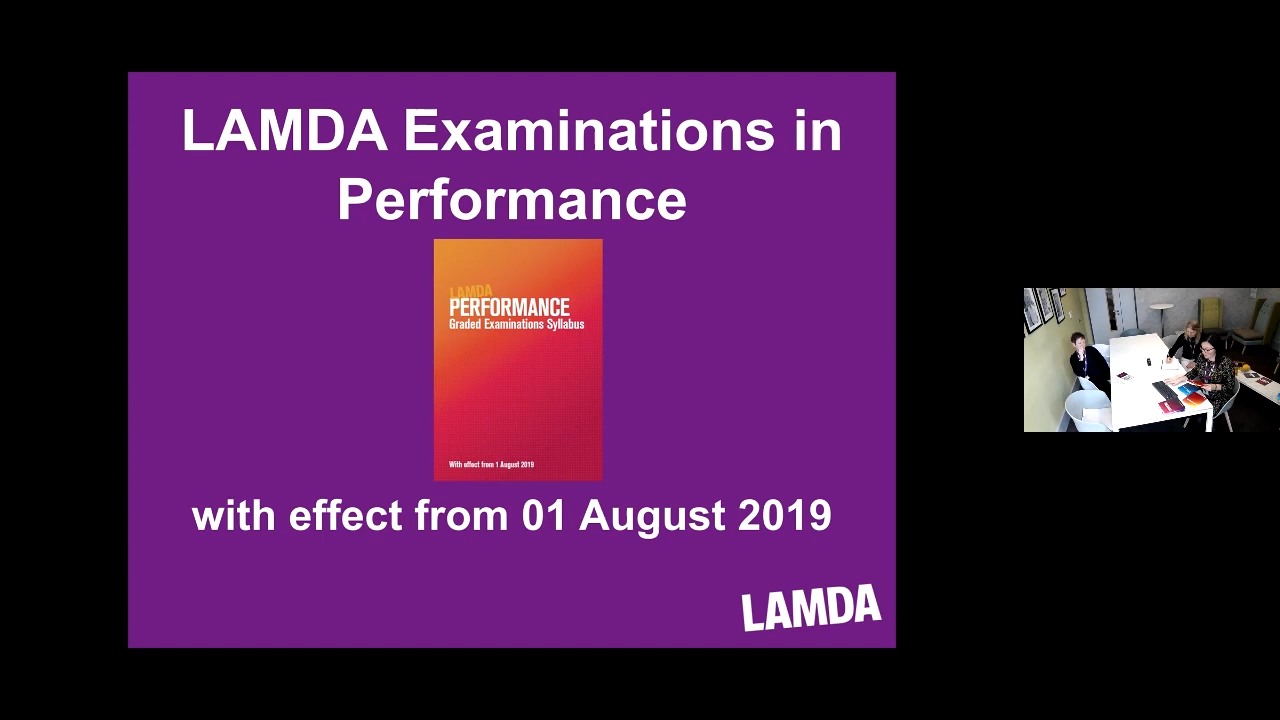 LAMDA Examinations in
Performance
LAMDA
PERFORMANCE
Graded Examinations Syllabus
With effect from 1 August 2019
with effect from 01 August 2019
LAMDA